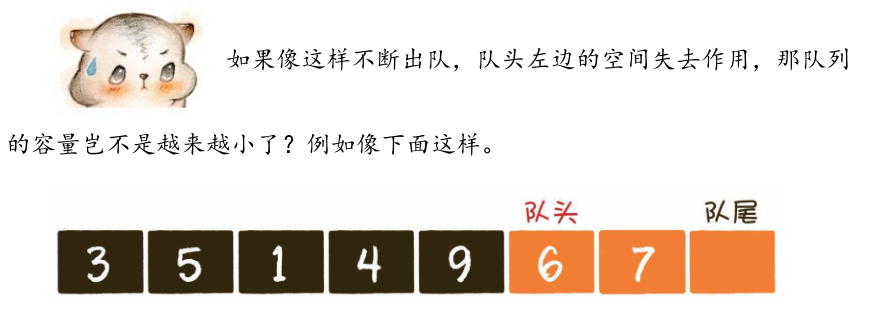 如果像这样不断出队，队头左边的空间失去作用，那队列
的容量岂不是越来越小了？例如像下面这样。
队头 队尾
3 5 1 4 9 6 7